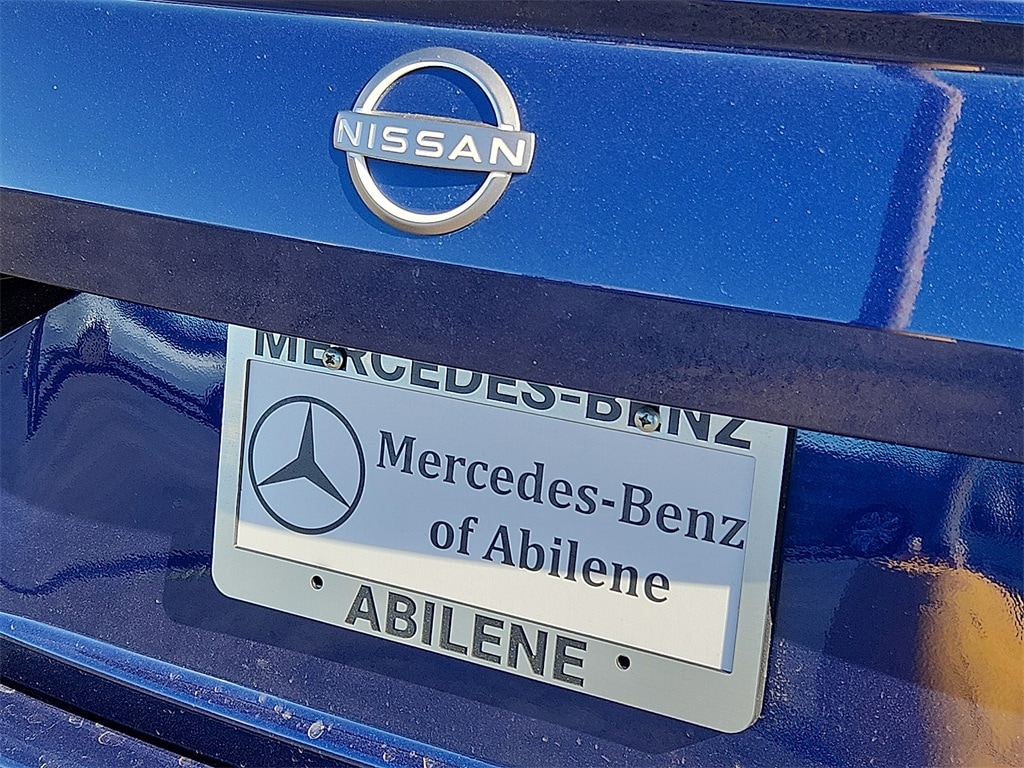 NISSAN
MERCEDES-BENZ
Mercedes-Benz
of Abilene
ABILENE